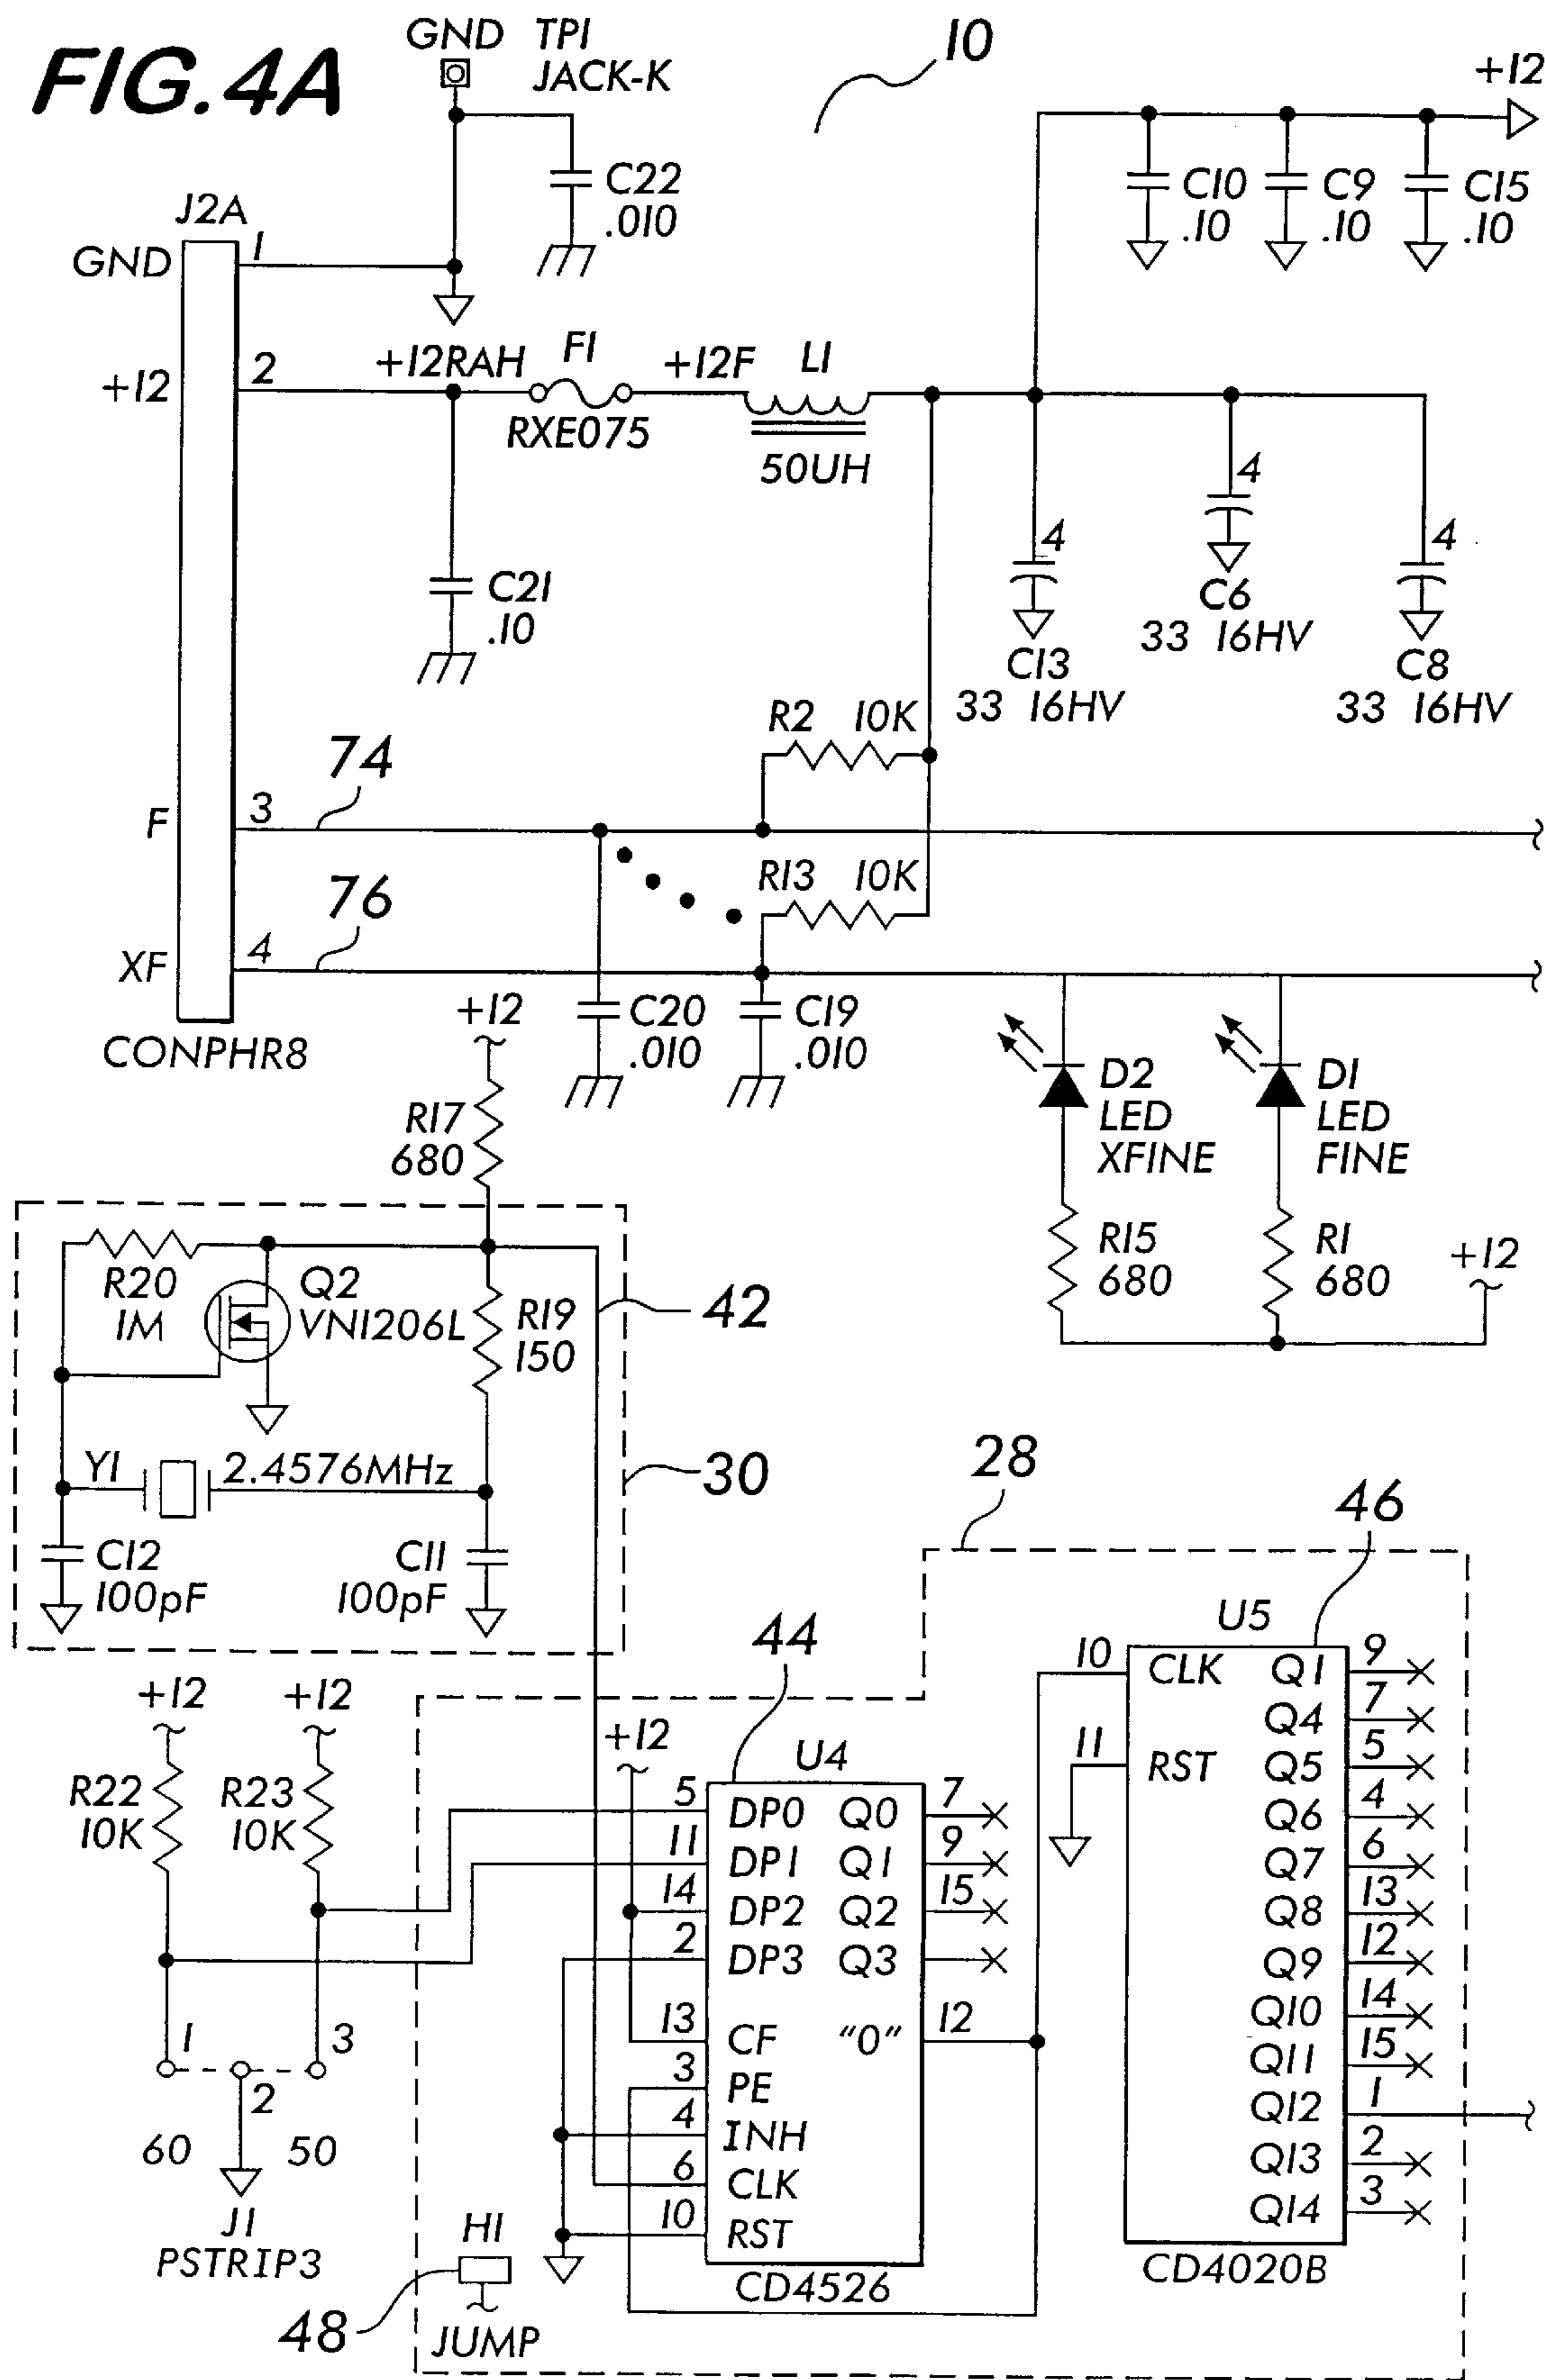 FIG.4A
GND TP1
JACK-K
10
+12
C22
.010
C10
.10
C9
.10
C15
.10
J2A
GND
1
+12
2
+12RAH
F1
RXE075
+12F
L1
50UH
C21
.10
4
C13
33 16HV
4
C6
33 16HV
4
C8
33 16HV
R2 10K
74
F
3
R13 10K
76
XF
4
CONPHR8
C20
.010
C19
.010
+12
R17
680
D2
LED
XFINE
D1
LED
FINE
R15
680
R1
680
+12
R20
1M
Q2
VN1206L
R19
150
42
Y1
2.4576MHz
30
C12
100pF
C11
100pF
28
46
44
+12
+12
R22
10K
R23
10K
1
3
2
60
50
J1
PSTRIP3
+12
U4
5 DP0 Q0 7
11 DP1 Q1 9
14 DP2 Q2 15
2 DP3 Q3
13 CF "0" 12
3 PE
4 INH
6 CLK
10 RST
CD4526
H1
48
JUMP
U5
10 CLK Q1 9
Q4 7
11 RST Q5 5
Q6 4
Q7 6
Q8 13
Q9 12
Q10 14
Q11 15
Q12 1
Q13 2
Q14 3
CD4020B